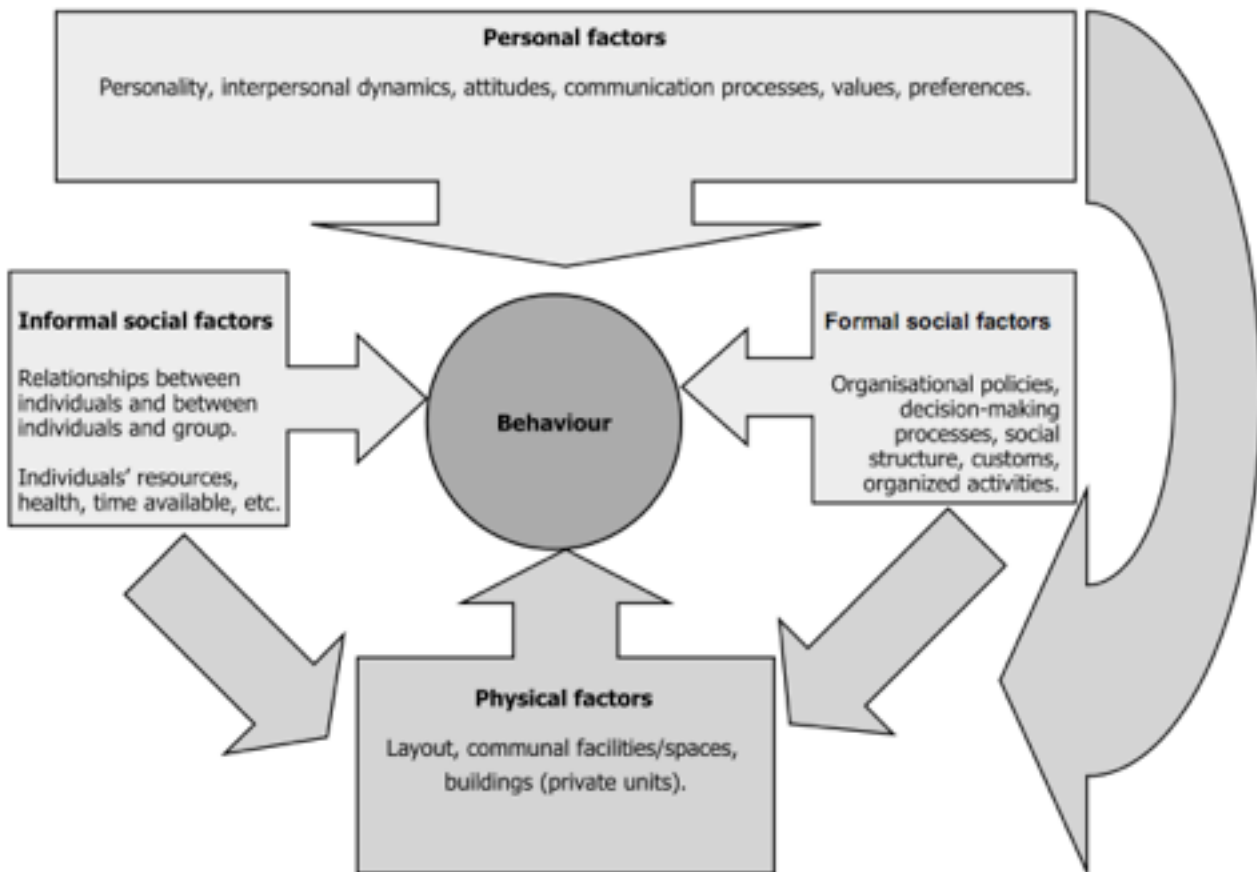 Personal factors
Personality, interpersonal dynamics, attitudes, communication processes, values, preferences.
Informal social factors
Relationships between
individuals and between
individuals and group.
Individuals' resources,
health, time available, etc.
Behaviour
Formal social factors
Organisational policies,
decision-making
processes, social
structure, customs,
organized activities.
Physical factors
Layout, communal facilities/spaces,
buildings (private units).